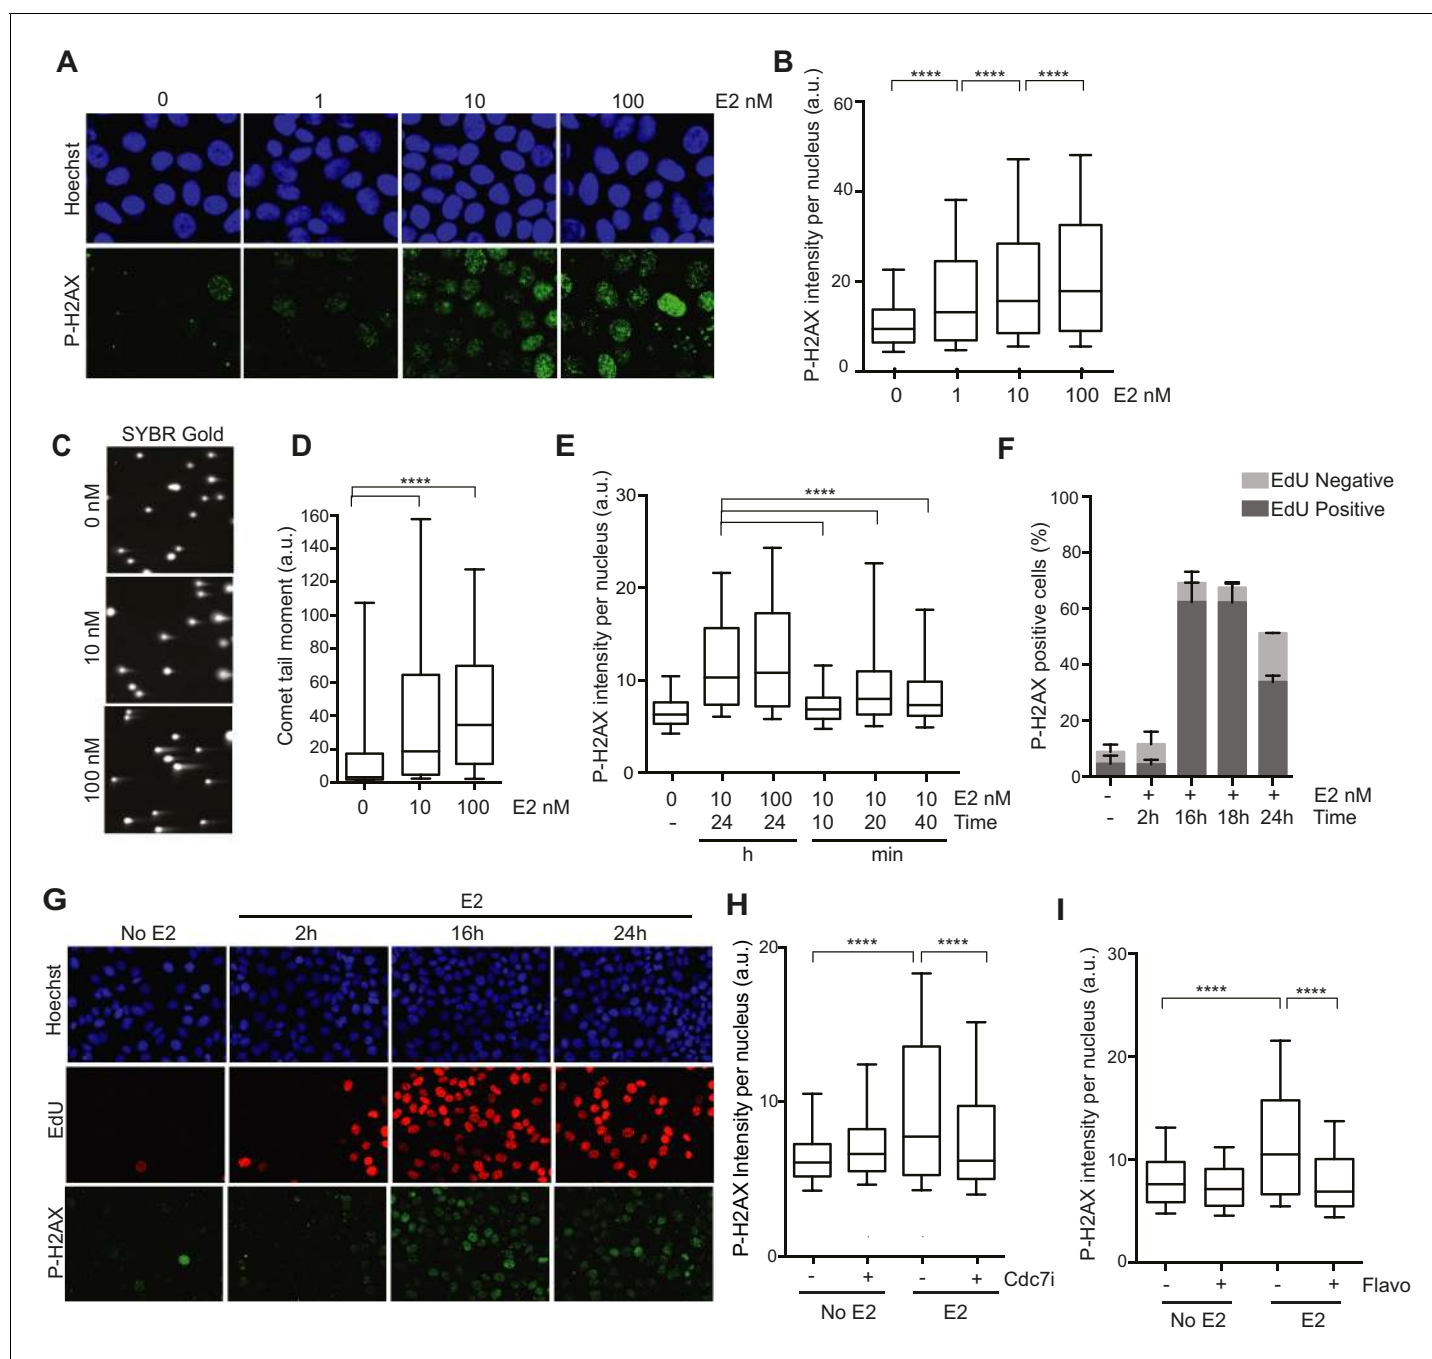 A
0 1 10 100 E2 nM
Hoechst
P-H2AX
B
**** **** ****
P-H2AX intensity per nucleus (a.u.)
60
40
20
0
0 1 10 100 E2 nM
C
SYBR Gold
0 nM
10 nM
100 nM
D
****
Comet tail moment (a.u.)
160
140
120
100
80
60
40
20
0
0 10 100 E2 nM
E
****
P-H2AX intensity per nucleus (a.u.)
30
20
10
0
0 10 100 10 10 10 E2 nM
- 24 24 10 20 40 Time
h min
F
EdU Negative
EdU Positive
P-H2AX positive cells (%)
100
80
60
40
20
0
- + + + + E2 nM
- 2h 16h 18h 24h Time
G
E2
No E2 2h 16h 24h
Hoechst
EdU
P-H2AX
H
**** ****
P-H2AX Intensity per nucleus (a.u.)
20
10
0
- + - + Cdc7i
No E2 E2
I
**** ****
P-H2AX intensity per nucleus (a.u.)
30
20
10
0
- + - + Flavo
No E2 E2